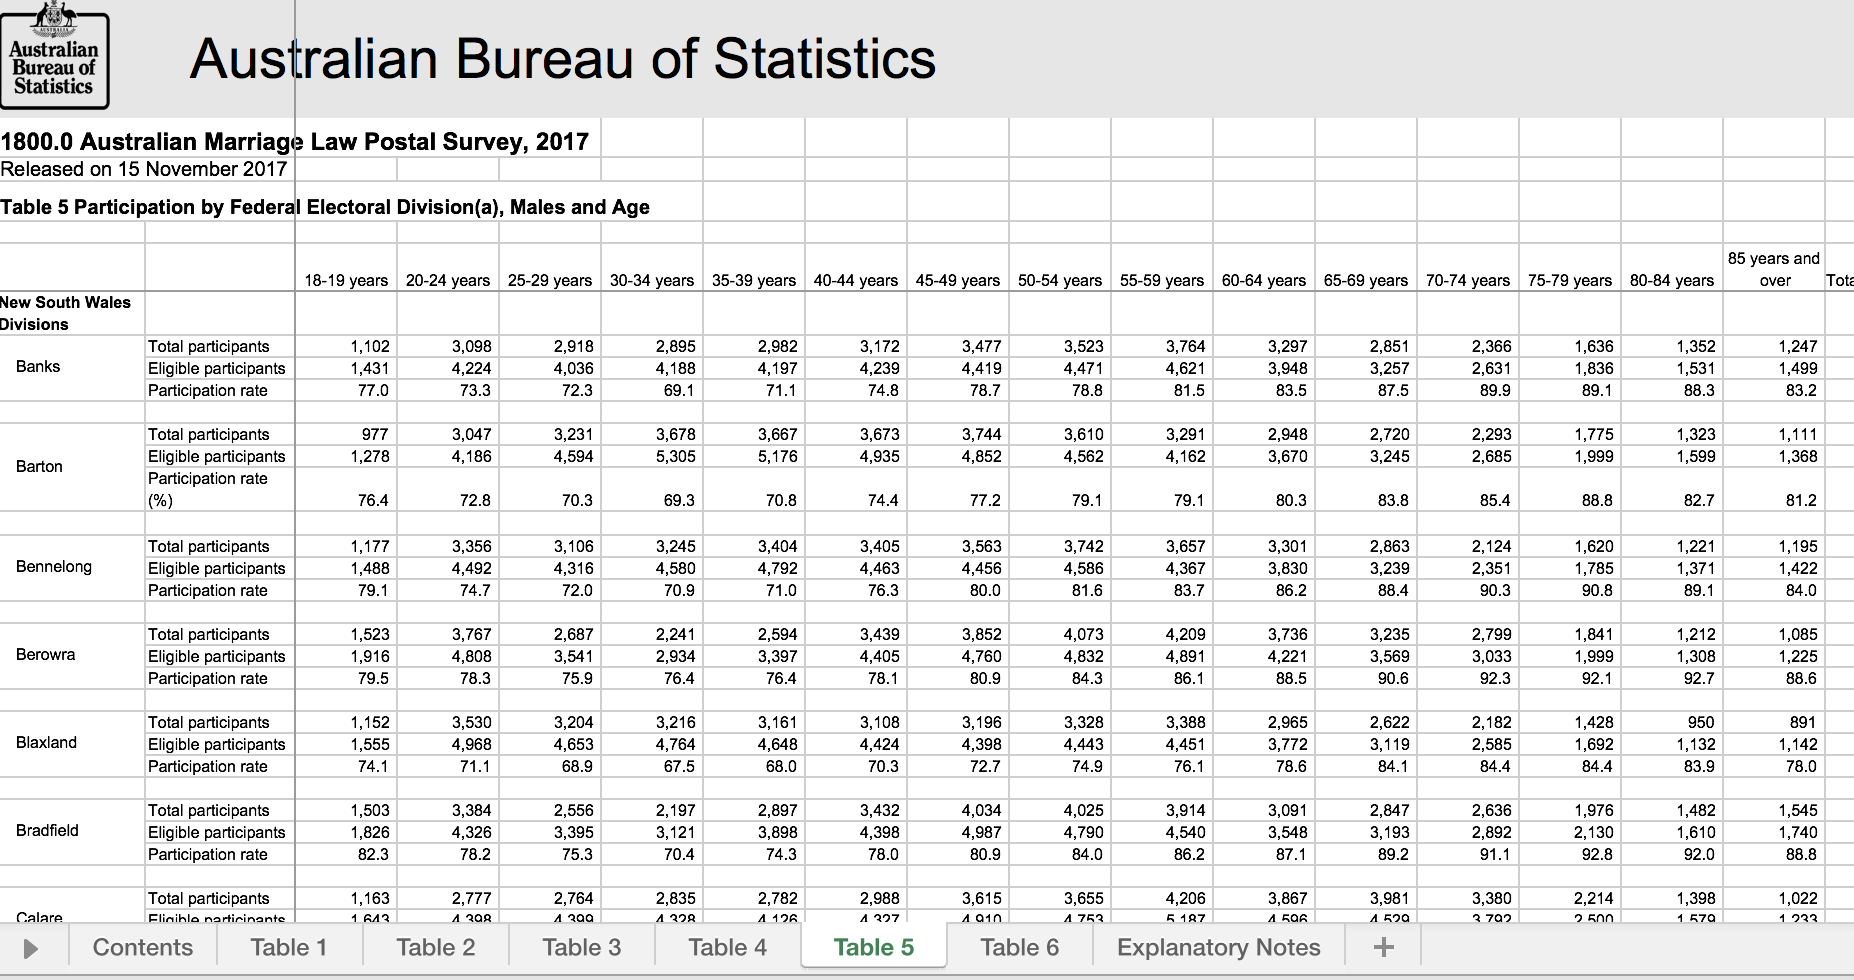 AUSTRALIA
Australian
Bureau of
Statistics
Australian Bureau of Statistics
1800.0 Australian Marriage Law Postal Survey, 2017
Released on 15 November 2017
Table 5 Participation by Federal Electoral Division(a), Males and Age
18-19 years 20-24 years 25-29 years 30-34 years 35-39 years 40-44 years 45-49 years 50-54 years 55-59 years 60-64 years 65-69 years 70-74 years 75-79 years 80-84 years 85 years and over
New South Wales
Divisions
Banks
Total participants 1,102 3,098 2,918 2,895 2,982 3,172 3,477 3,523 3,764 3,297 2,851 2,366 1,636 1,352 1,247
Eligible participants 1,431 4,224 4,036 4,188 4,197 4,239 4,419 4,471 4,621 3,948 3,257 2,631 1,836 1,531 1,499
Participation rate 77.0 73.3 72.3 69.1 71.1 74.8 78.7 78.8 81.5 83.5 87.5 89.9 89.1 88.3 83.2
Barton
Total participants 977 3,047 3,231 3,678 3,667 3,673 3,744 3,610 3,291 2,948 2,720 2,293 1,775 1,323 1,111
Eligible participants 1,278 4,186 4,594 5,305 5,176 4,935 4,852 4,562 4,162 3,670 3,245 2,685 1,999 1,599 1,368
Participation rate
(%) 76.4 72.8 70.3 69.3 70.8 74.4 77.2 79.1 79.1 80.3 83.8 85.4 88.8 82.7 81.2
Bennelong
Total participants 1,177 3,356 3,106 3,245 3,404 3,405 3,563 3,742 3,657 3,301 2,863 2,124 1,620 1,221 1,195
Eligible participants 1,488 4,492 4,316 4,580 4,792 4,463 4,456 4,586 4,367 3,830 3,239 2,351 1,785 1,371 1,422
Participation rate 79.1 74.7 72.0 70.9 71.0 76.3 80.0 81.6 83.7 86.2 88.4 90.3 90.8 89.1 84.0
Berowra
Total participants 1,523 3,767 2,687 2,241 2,594 3,439 3,852 4,073 4,209 3,736 3,235 2,799 1,841 1,212 1,085
Eligible participants 1,916 4,808 3,541 2,934 3,397 4,405 4,760 4,832 4,891 4,221 3,569 3,033 1,999 1,308 1,225
Participation rate 79.5 78.3 75.9 76.4 76.4 78.1 80.9 84.3 86.1 88.5 90.6 92.3 92.1 92.7 88.6
Blaxland
Total participants 1,152 3,530 3,204 3,216 3,161 3,108 3,196 3,328 3,388 2,965 2,622 2,182 1,428 950 891
Eligible participants 1,555 4,968 4,653 4,764 4,648 4,424 4,398 4,443 4,451 3,772 3,119 2,585 1,692 1,132 1,142
Participation rate 74.1 71.1 68.9 67.5 68.0 70.3 72.7 74.9 76.1 78.6 84.1 84.4 84.4 83.9 78.0
Bradfield
Total participants 1,503 3,384 2,556 2,197 2,897 3,432 4,034 4,025 3,914 3,091 2,847 2,636 1,976 1,482 1,545
Eligible participants 1,826 4,326 3,395 3,121 3,898 4,398 4,987 4,790 4,540 3,548 3,193 2,892 2,130 1,610 1,740
Participation rate 82.3 78.2 75.3 70.4 74.3 78.0 80.9 84.0 86.2 87.1 89.2 91.1 92.8 92.0 88.8
Calare
Total participants 1,163 2,777 2,764 2,835 2,782 2,988 3,615 3,655 4,206 3,867 3,981 3,380 2,214 1,398 1,022
Eligible participants 1,643 4,398 4,399 4,328 4,126 4,327 4,910 4,753 5,187 4,596 4,529 3,792 2,500 1,579 1,233
Contents Table 1 Table 2 Table 3 Table 4 Table 5 Table 6 Explanatory Notes +